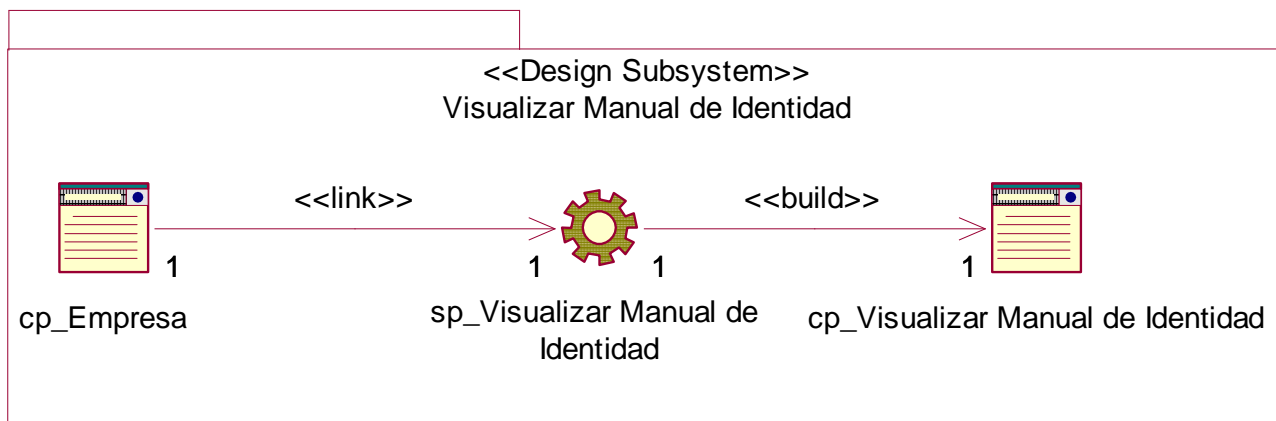 <<Design Subsystem>>
Visualizar Manual de Identidad
<<link>>
<<build>>
1
1
1
1
cp_Empresa
sp_Visualizar Manual de
Identidad
cp_Visualizar Manual de Identidad